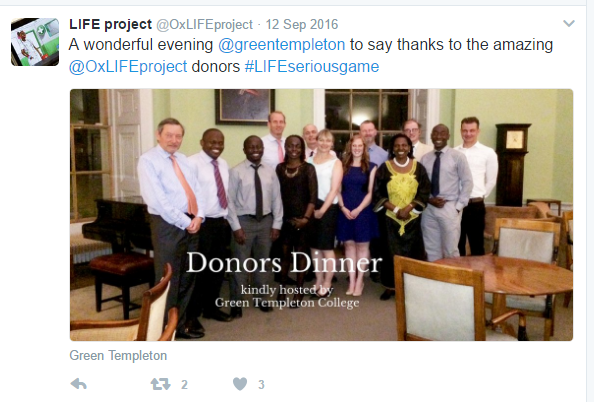 LIFE project @OxLIFEproject · 12 Sep 2016
A wonderful evening @greentempleton to say thanks to the amazing
@OxLIFEproject donors #LIFEseriousgame
Donors Dinner
kindly hosted by
Green Templeton College
Green Templeton
2 3